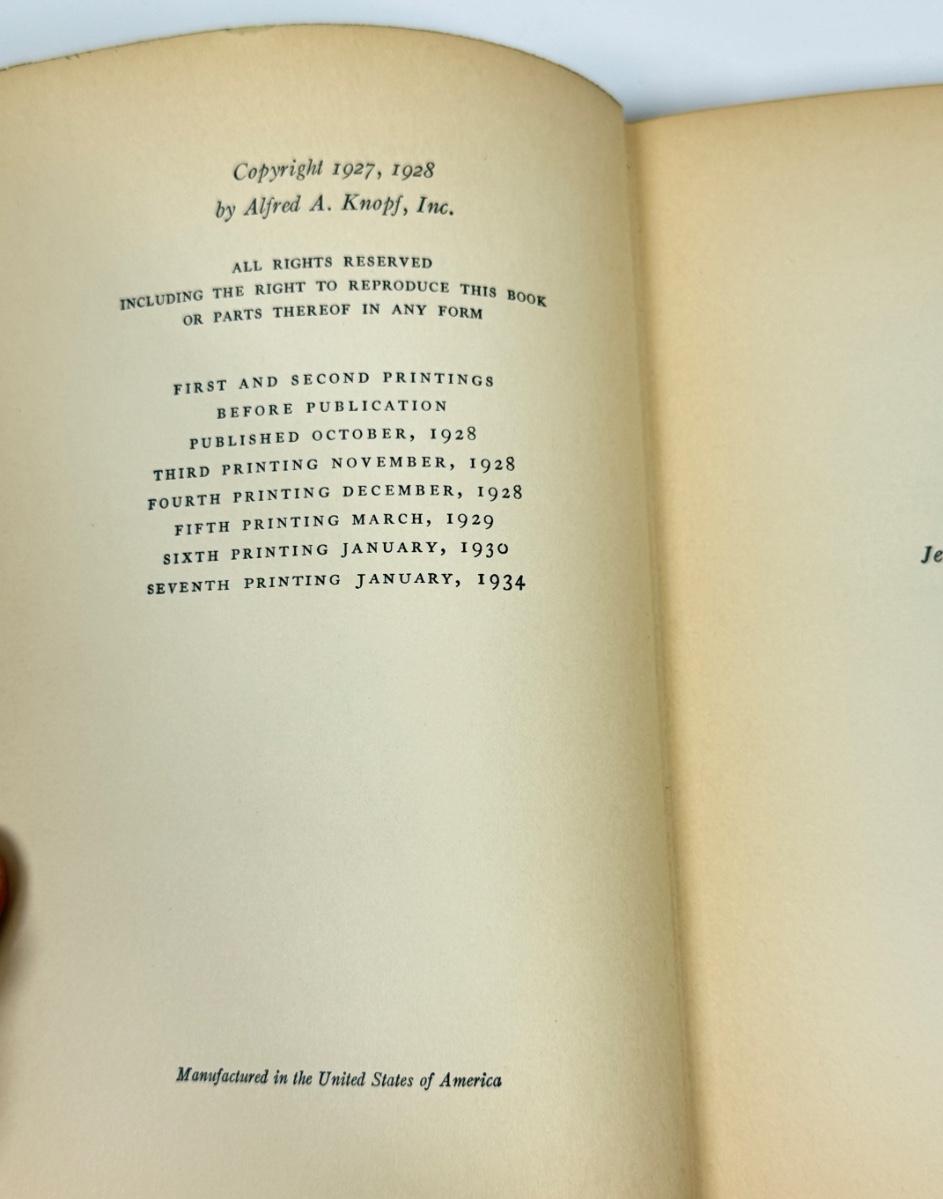 Copyright 1927, 1928
by Alfred A. Knopf, Inc.
ALL RIGHTS RESERVED
INCLUDING THE RIGHT TO REPRODUCE THIS BOOK
OR PARTS THEREOF IN ANY FORM
FIRST AND SECOND PRINTINGS
BEFORE PUBLICATION
PUBLISHED OCTOBER, 1928
THIRD PRINTING NOVEMBER, 1928
FOURTH PRINTING DECEMBER, 1928
FIFTH PRINTING MARCH, 1929
SIXTH PRINTING JANUARY, 1930
SEVENTH PRINTING JANUARY, 1934
Manufactured in the United States of America
Je